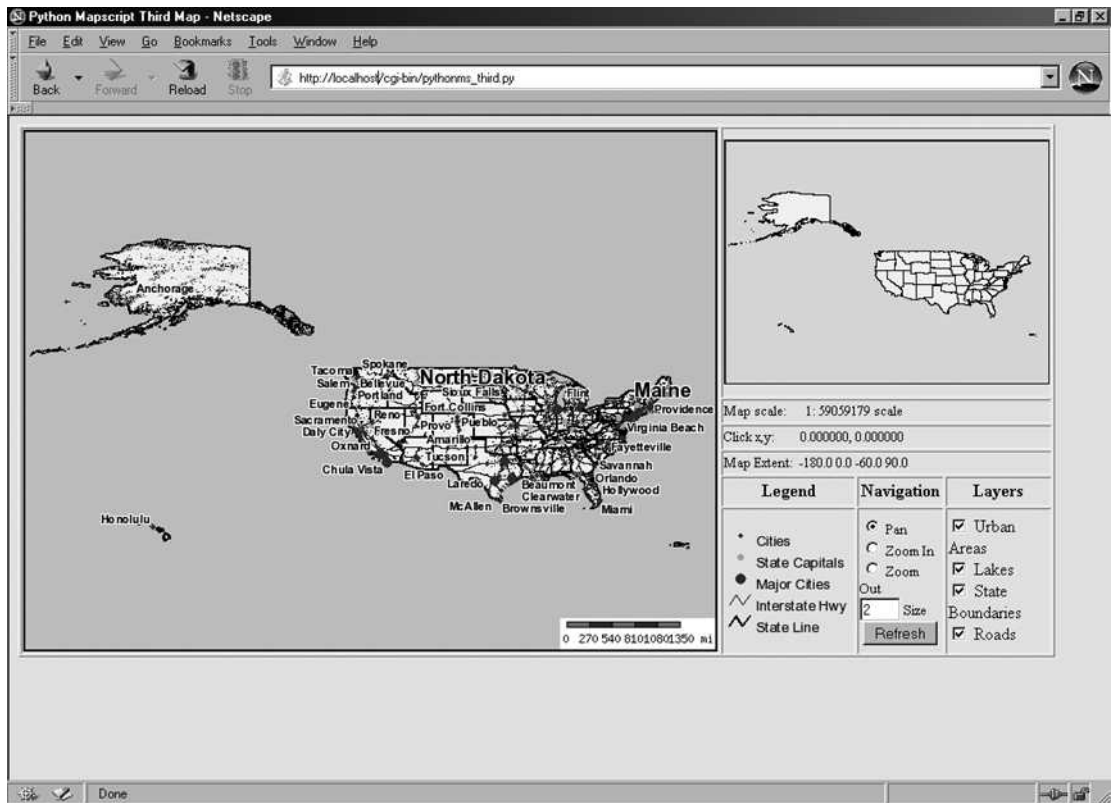 Python Mapscript Third Map - Netscape
File Edit View Go Bookmarks Tools Window Help
Back Forward Reload Stop
http://localhost/cgi-bin/pythonms_third.py
Anchorage
Spokane
Tacoma
North-Dakota
Salem
Bellevue
Sioux Falls
Flint
Maine
Portland
Eugene
Fort Collins
Providence
Reno
Sacramento
Provo
Pueblo
Virginia Beach
Daly City
Fresno
Amarillo
Fayetteville
Oxnard
Tucson
Savannah
Chula Vista
El Paso
Orlando
Laredo
Beaumont
Hollywood
Clearwater
McAllen
Brownsville
Miami
Honolulu
0 270 540 81010801350 mi
Map scale: 1: 59059179 scale
Click x,y: 0.000000, 0.000000
Map Extent: -180.0 0.0 -60.0 90.0
Legend
Cities
State Capitals
Major Cities
Interstate Hwy
State Line
Navigation
Pan
Zoom In
Zoom
Out
2 Size
Refresh
Layers
Urban
Areas
Lakes
State
Boundaries
Roads
Done